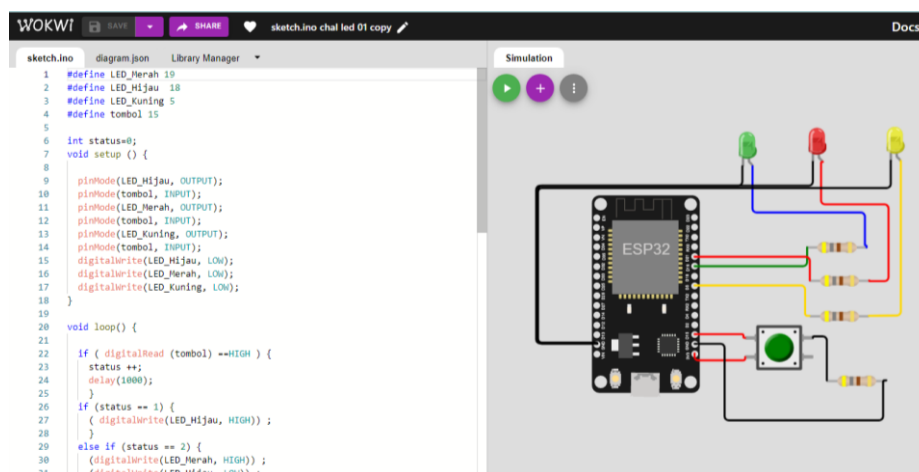 WOKWI SAVE SHARE sketch.ino chal led 01 copy Docs
sketch.ino diagram.json Library Manager
Simulation
1 #define LED_Merah 19
2 #define LED_Hijau  18
3 #define LED_Kuning 5
4 #define tombol 15
5
6 int status=0;
7 void setup () {
8
9 pinMode(LED_Hijau, OUTPUT);
10 pinMode(tombol, INPUT);
11 pinMode(LED_Merah, OUTPUT);
12 pinMode(tombol, INPUT);
13 pinMode(LED_Kuning, OUTPUT);
14 pinMode(tombol, INPUT);
15 digitalWrite(LED_Hijau, LOW);
16 digitalWrite(LED_Merah, LOW);
17 digitalWrite(LED_Kuning, LOW);
18 }
19
20 void loop() {
21
22 if ( digitalRead (tombol) ==HIGH ) {
23 status ++;
24 delay(1000);
25 }
26 if (status == 1) {
27 ( digitalWrite(LED_Hijau, HIGH)) ;
28 }
29 else if (status == 2) {
30 (digitalWrite(LED_Merah, HIGH)) ;
ESP32